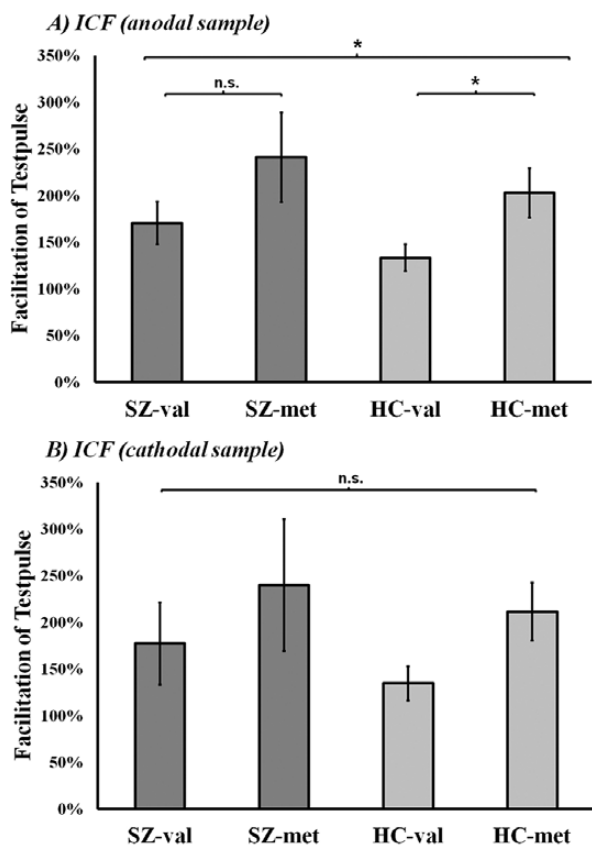 A) ICF (anodal sample)
350%
*
n.s.
*
300%
250%
200%
150%
100%
50%
0%
Facilitation of Testpulse
SZ-val SZ-met HC-val HC-met
B) ICF (cathodal sample)
350%
n.s.
300%
250%
200%
150%
100%
50%
0%
Facilitation of Testpulse
SZ-val SZ-met HC-val HC-met